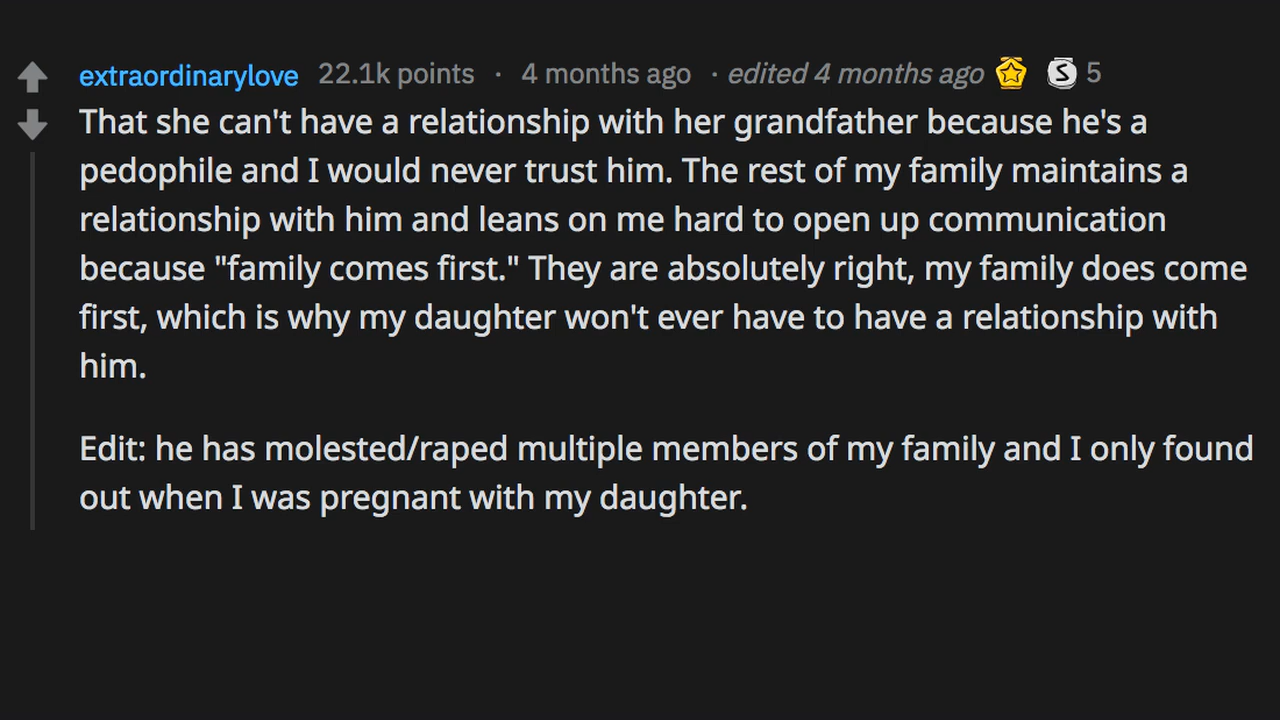 extraordinarylove 22.1k points · 4 months ago · edited 4 months ago S 5
That she can't have a relationship with her grandfather because he's a
pedophile and I would never trust him. The rest of my family maintains a
relationship with him and leans on me hard to open up communication
because "family comes first." They are absolutely right, my family does come
first, which is why my daughter won't ever have to have a relationship with
him.
Edit: he has molested/raped multiple members of my family and I only found
out when I was pregnant with my daughter.